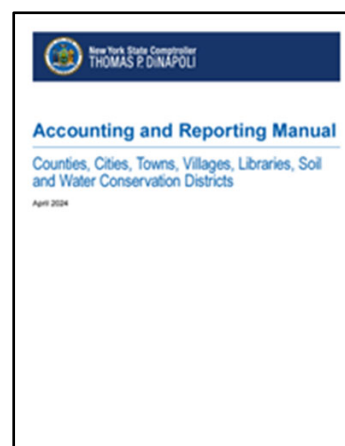 New York State Comptroller
THOMAS P. DiNAPOLI
Accounting and Reporting Manual
Counties, Cities, Towns, Villages, Libraries, Soil
and Water Conservation Districts
April 2024